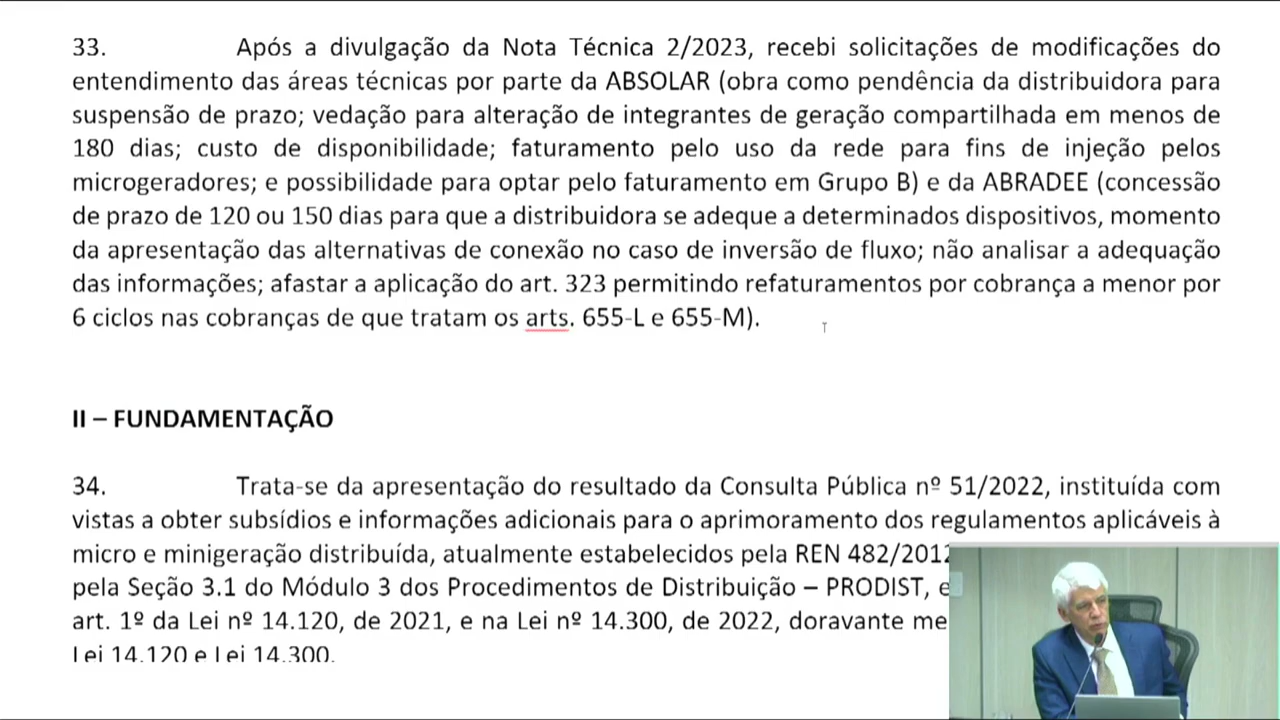 33. Após a divulgação da Nota Técnica 2/2023, recebi solicitações de modificações do
entendimento das áreas técnicas por parte da ABSOLAR (obra como pendência da distribuidora para
suspensão de prazo; vedação para alteração de integrantes de geração compartilhada em menos de
180 dias; custo de disponibilidade; faturamento pelo uso da rede para fins de injeção pelos
microgeradores; e possibilidade para optar pelo faturamento em Grupo B) e da ABRADEE (concessão
de prazo de 120 ou 150 dias para que a distribuidora se adeque a determinados dispositivos, momento
da apresentação das alternativas de conexão no caso de inversão de fluxo; não analisar a adequação
das informações; afastar a aplicação do art. 323 permitindo refaturamentos por cobrança a menor por
6 ciclos nas cobranças de que tratam os arts. 655-L e 655-M).
II – FUNDAMENTAÇÃO
34. Trata-se da apresentação do resultado da Consulta Pública nº 51/2022, instituída com
vistas a obter subsídios e informações adicionais para o aprimoramento dos regulamentos aplicáveis à
micro e minigeração distribuída, atualmente estabelecidos pela REN 482/2012
pela Seção 3.1 do Módulo 3 dos Procedimentos de Distribuição – PRODIST, e
art. 1º da Lei nº 14.120, de 2021, e na Lei nº 14.300, de 2022, doravante me
Lei 14.120 e Lei 14.300.